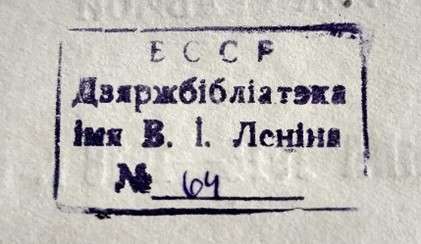 БССР
Дзяржбібліатэка
імя В. І. Леніна
№ 64